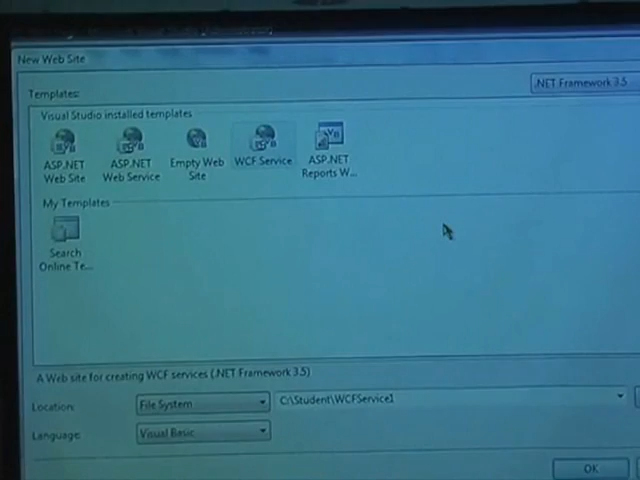 New Web Site
Templates:
.NET Framework 3.5
Visual Studio installed templates
ASP.NET Web Site
ASP.NET Web Service
Empty Web Site
WCF Service
ASP.NET Reports W...
My Templates
Search Online Te...
A Web site for creating WCF services (.NET Framework 3.5)
Location:
File System
C:\Student\WCFService1
Language:
Visual Basic
OK